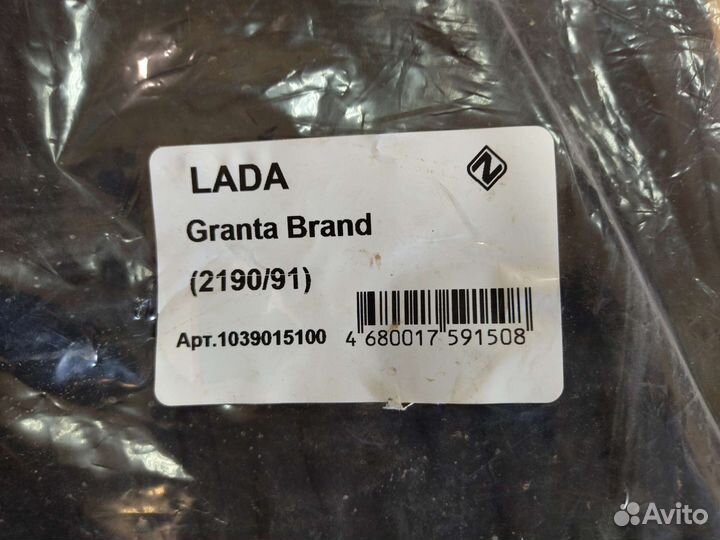 LADA
Granta Brand
(2190/91)
Арт.1039015100
4 680017 591508
Avito